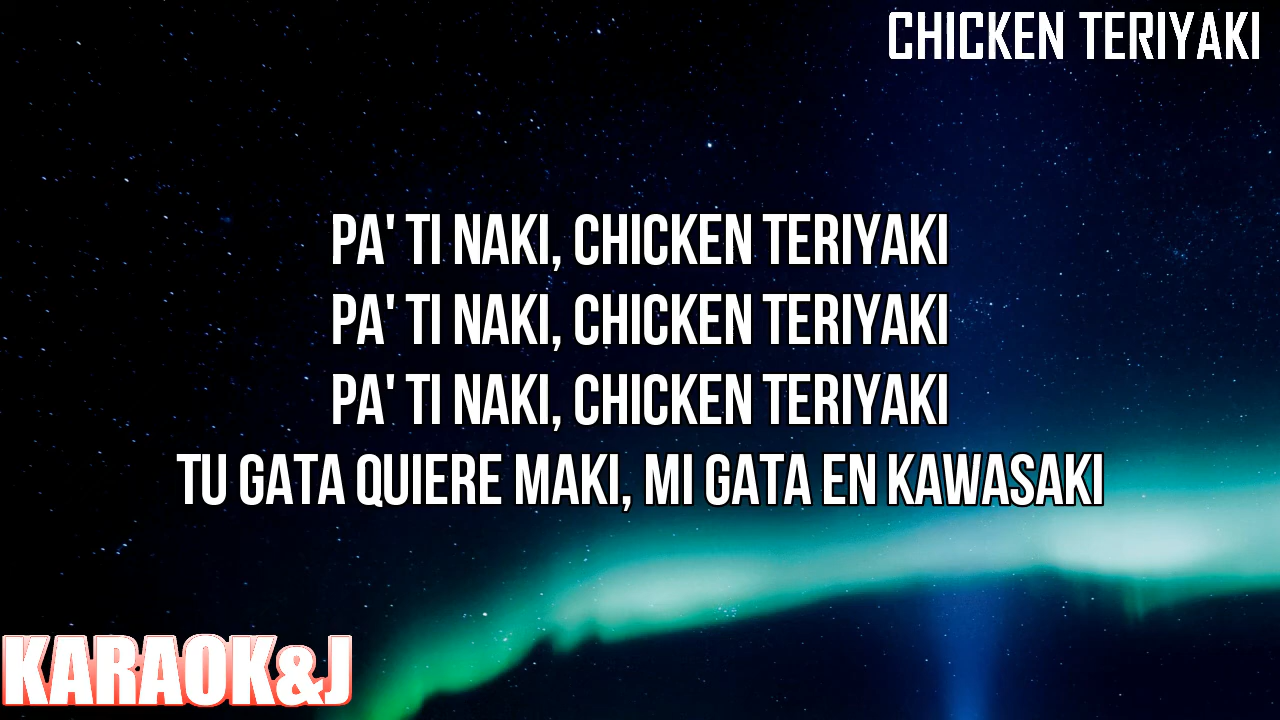 CHICKEN TERIYAKI
PA' TI NAKI, CHICKEN TERIYAKI
PA' TI NAKI, CHICKEN TERIYAKI
PA' TI NAKI, CHICKEN TERIYAKI
TU GATA QUIERE MAKI, MI GATA EN KAWASAKI
KARAOK&J